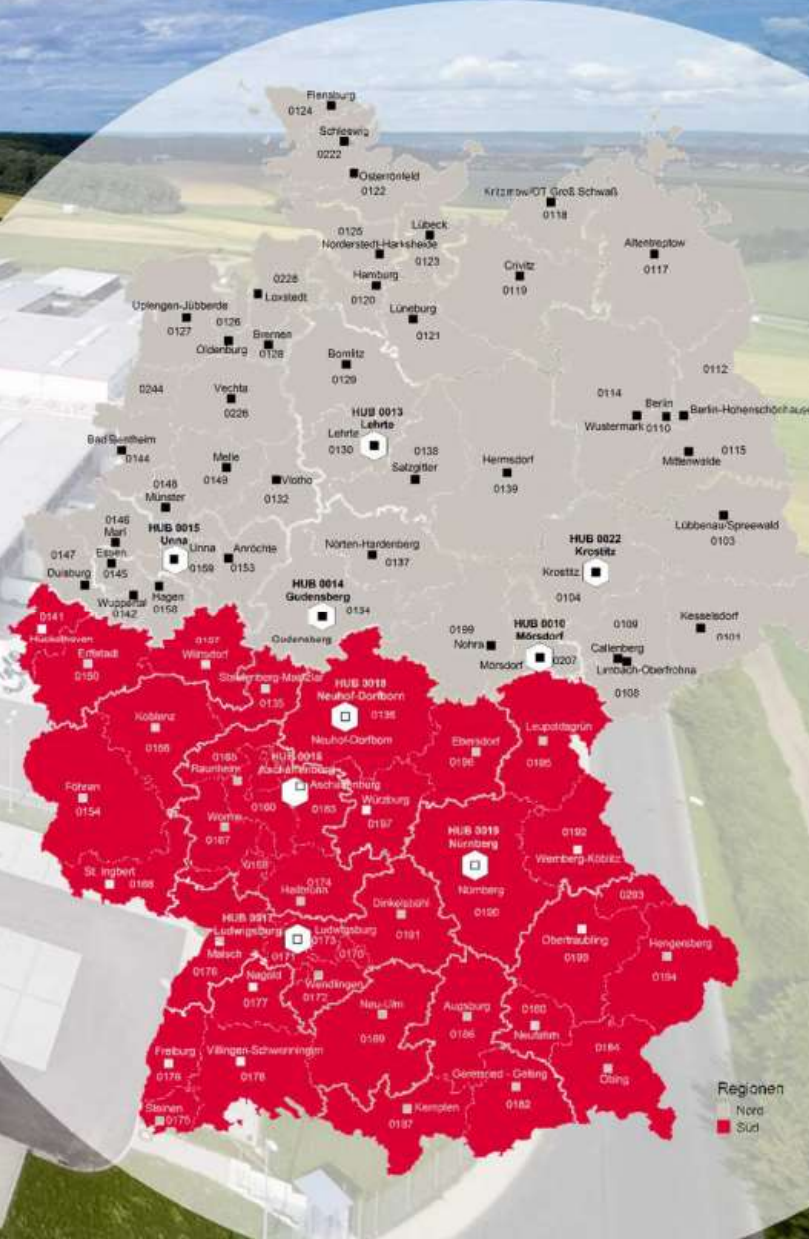 Flensburg
0124
Schleswig
0222
Osterrönfeld
0122
Kritzmow/OT Groß Schwaß
0118
0125
Lübeck
Norderstedt-Harksheide
0123
Altentreptow
0117
Crivitz
0119
0228
Loxstedt
Hamburg
0120
Uplengen-Jübberde
0127
0126
Oldenburg
Bremen
0128
Lüneburg
0121
Bomlitz
0129
0112
0244
Vechta
0226
0114
Berlin
Berlin-Hohenschönhause
Wustermark
0110
HUB 0013
Lehrte
Lehrte
0130
Bad Bentheim
0144
0138
Salzgitter
Hermsdorf
0139
Mittenwalde
0115
Melle
0149
0148
Münster
Vlotho
0132
Lübbenau/Spreewald
0103
0146
Marl
HUB 0015
Unna
Unna
0159
Anröchte
0153
Nörten-Hardenberg
0137
HUB 0022
Krostitz
Krostitz
0104
0147
Essen
0145
Duisburg
Wuppertal
0142
Hagen
0158
HUB 0014
Gudensberg
0134
Gudensberg
0199
Nohra
HUB 0010
Mörsdorf
Mörsdorf
0207
0109
Callenberg
Limbach-Oberfrohna
0108
Kesselsdorf
0101
0141
Hückelhoven
Erftstadt
0150
Wilnsdorf
0135
HUB 0018
Neuhof-Dorfborn
0136
Neuhof-Dorfborn
Koblenz
0156
Ebersdorf
0196
Leupoldsgrün
0195
Föhren
0154
0165
Raunheim
0160
Aschaffenburg
0163
Würzburg
0197
Worms
0167
HUB 0019
Nürnberg
Nürnberg
0190
0192
Wernberg-Köblitz
St. Ingbert
0166
0174
Heilbronn
Dinkelsbühl
0191
0293
HUB 0017
Ludwigsburg
Ludwigsburg
0173
0171
0170
Malsch
0176
Obertraubling
0193
Hengersberg
0194
Nagold
0177
Wendlingen
0172
Neu-Ulm
0189
Augsburg
0186
0180
Neufahrn
Freiburg
Villingen-Schwenningen
0178
0184
Obing
Geretsried - Gelting
0182
Steinen
0175
Kempten
0187
Regionen
Nord
Süd